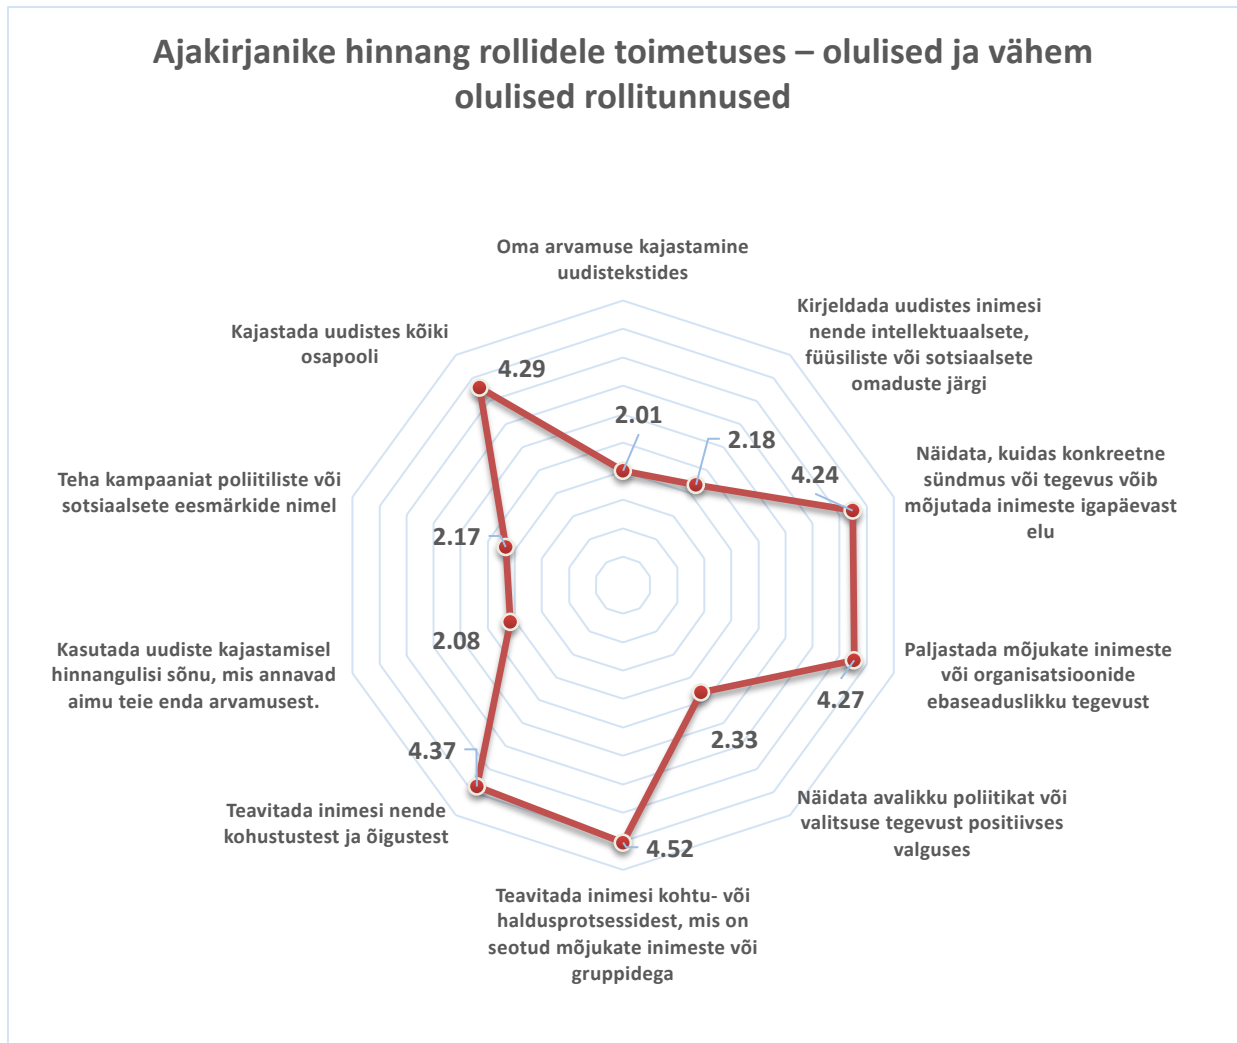 Ajakirjanike hinnang rollidele toimetuses – olulised ja vähem
olulised rollitunnused
Oma arvamuse kajastamine
uudistekstides
Kirjeldada uudistes inimesi
nende intellektuaalsete,
füüsiliste või sotsiaalsete
omaduste järgi
Näidata, kuidas konkreetne
sündmus või tegevus võib
mõjutada inimeste igapäevast
elu
Paljastada mõjukate inimeste
või organisatsioonide
ebaseaduslikku tegevust
Näidata avalikku poliitikat või
valitsuse tegevust positiivses
valguses
Teavitada inimesi kohtu- või
haldusprotsessidest, mis on
seotud mõjukate inimeste või
gruppidega
Teavitada inimesi nende
kohustustest ja õigustest
Kasutada uudiste kajastamisel
hinnangulisi sõnu, mis annavad
aimu teie enda arvamusest.
Teha kampaaniat poliitiliste või
sotsiaalsete eesmärkide nimel
Kajastada uudistes kõiki
osapooli
2.01
2.18
4.24
4.27
2.33
4.52
4.37
2.08
2.17
4.29